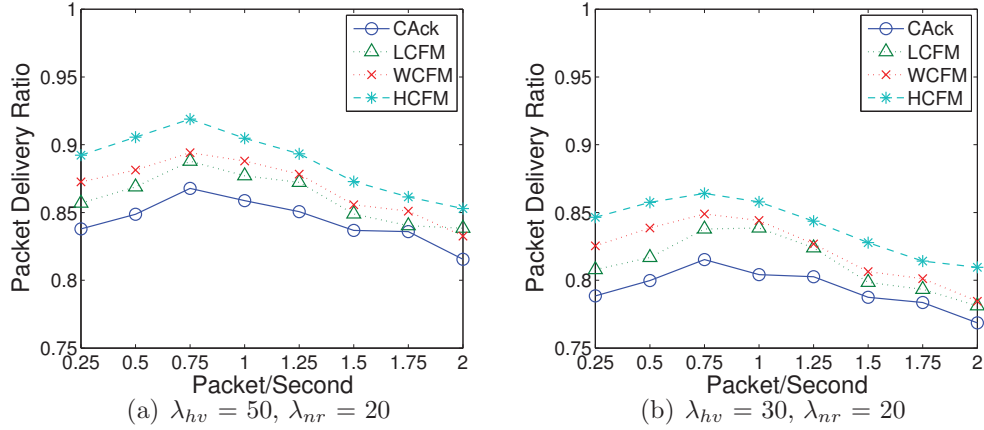 Packet Delivery Ratio
1
0.95
0.9
0.85
0.8
0.75
0.25 0.5 0.75 1 1.25 1.5 1.75 2
Packet/Second
CAck
LCFM
WCFM
HCFM
(a) λhv = 50, λnr = 20
Packet Delivery Ratio
1
0.95
0.9
0.85
0.8
0.75
0.25 0.5 0.75 1 1.25 1.5 1.75 2
Packet/Second
CAck
LCFM
WCFM
HCFM
(b) λhv = 30, λnr = 20